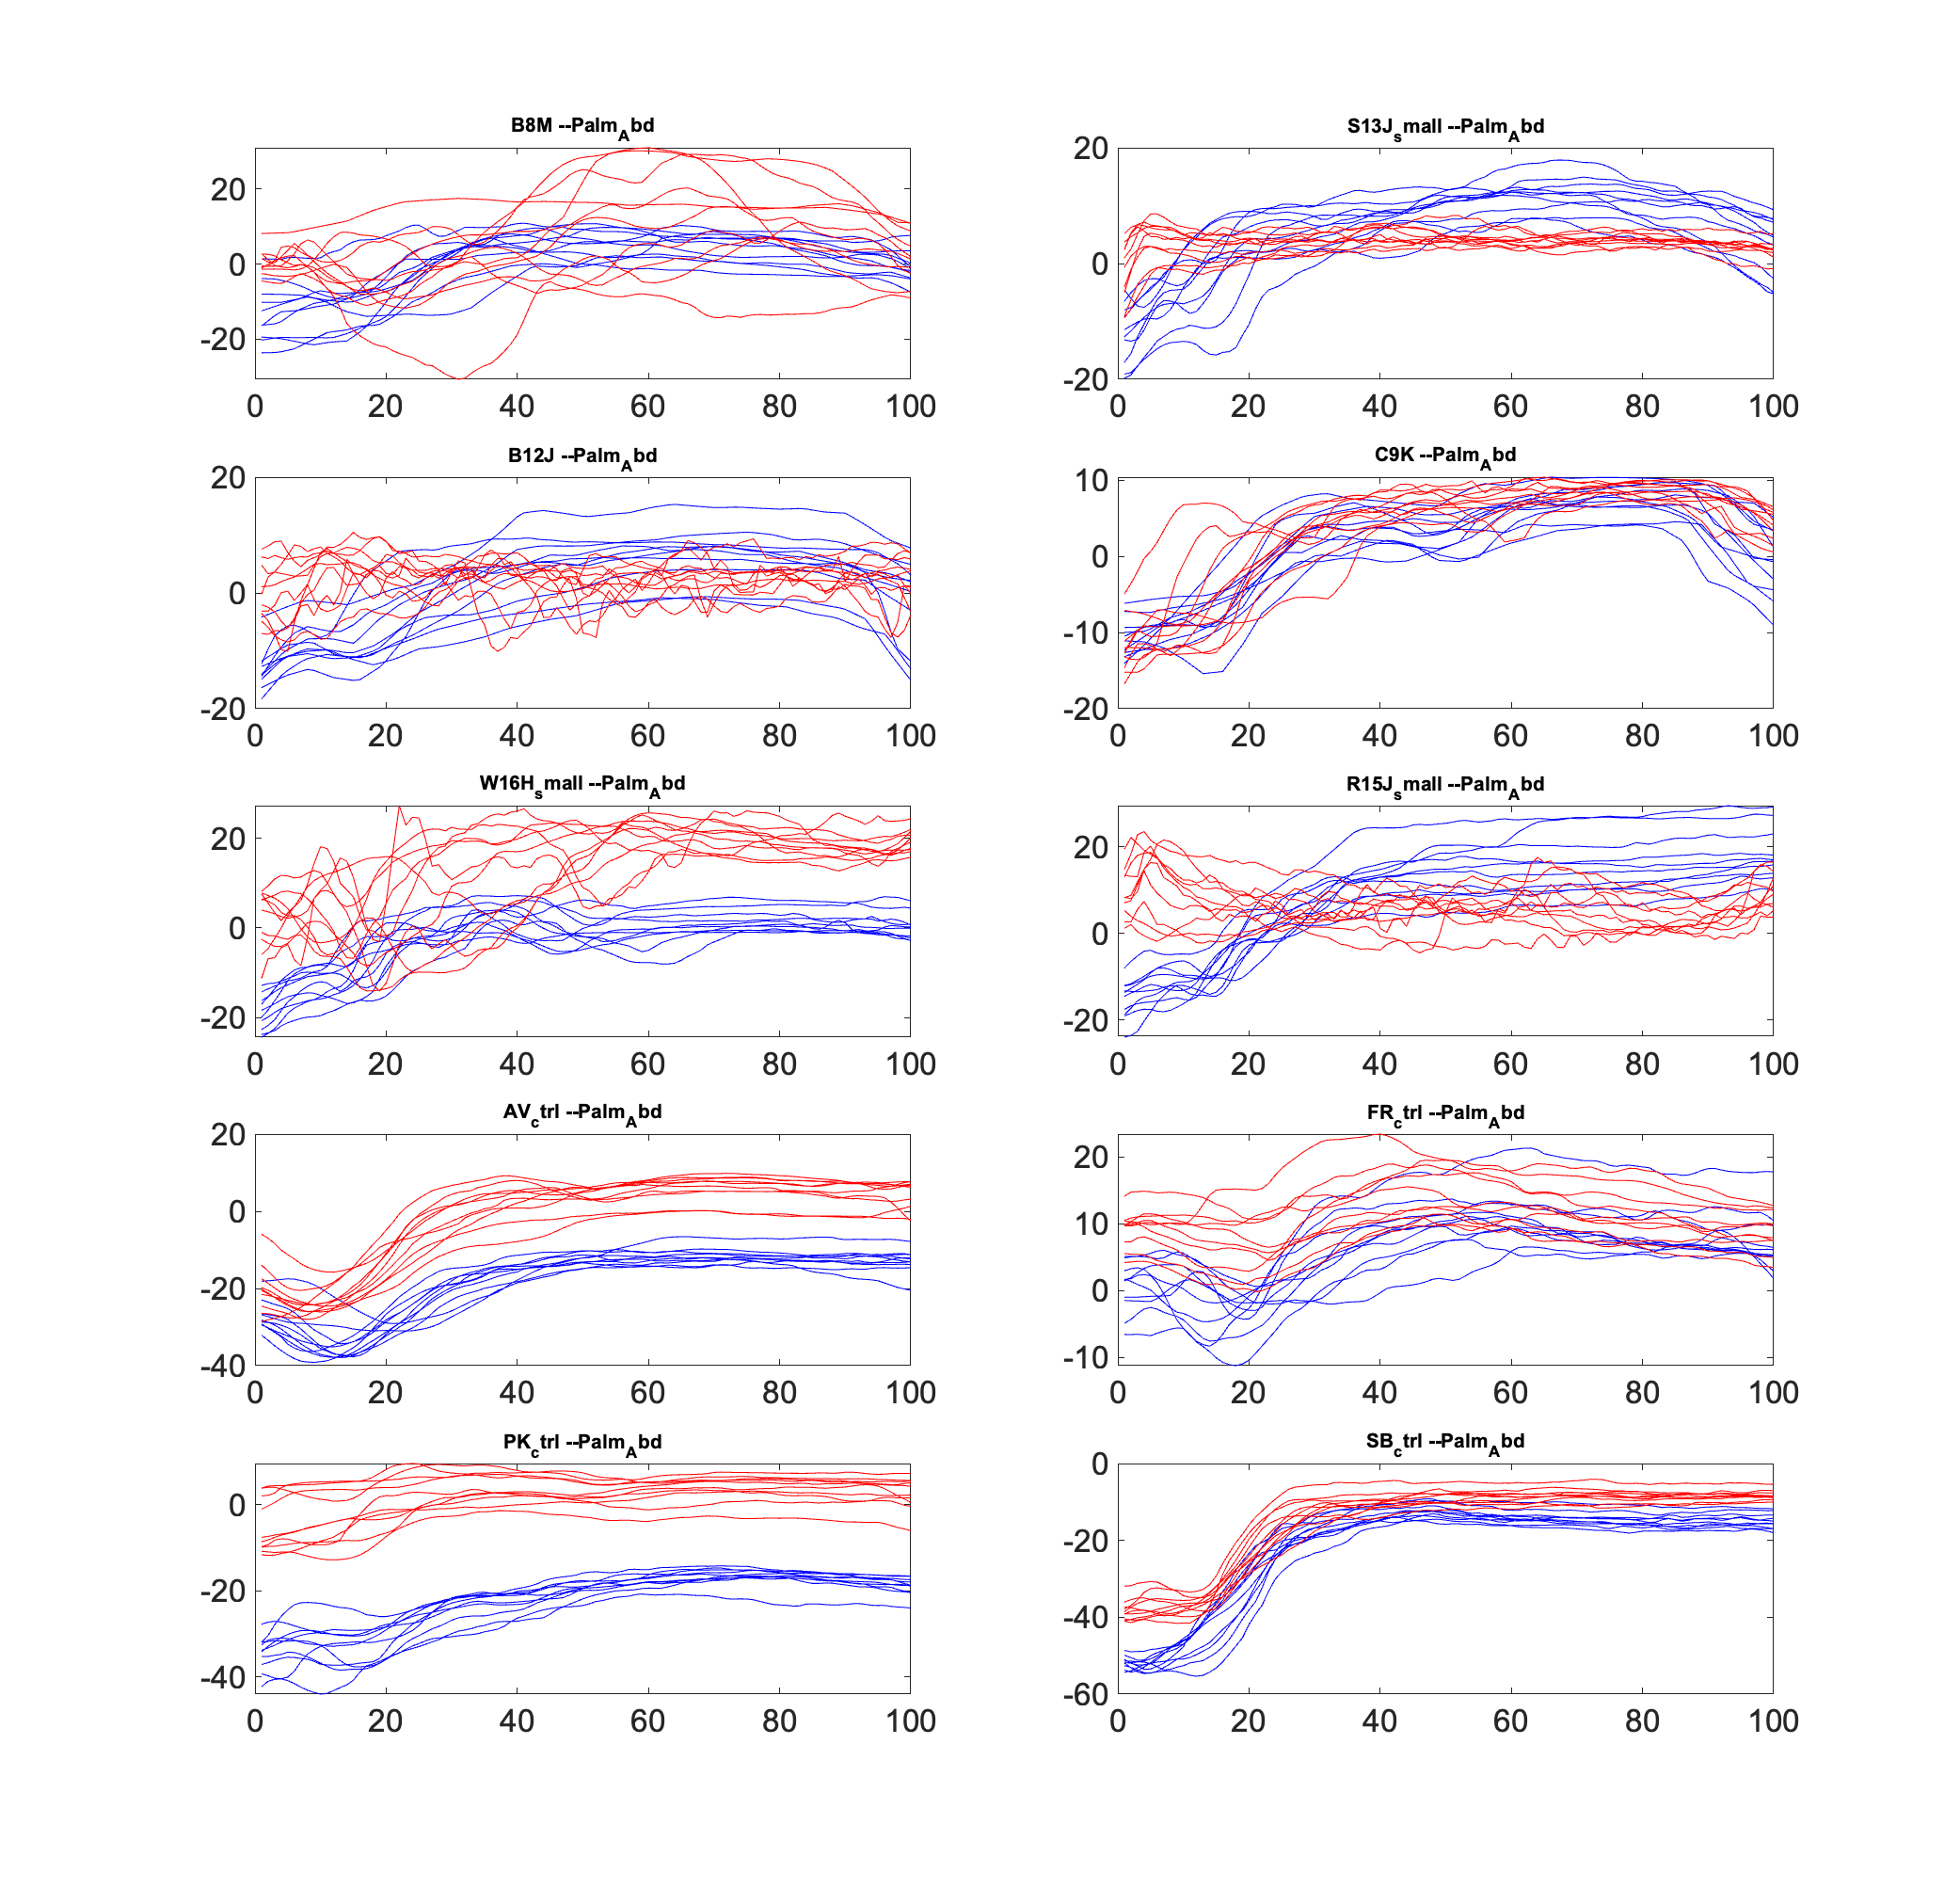 B8M --Palm_Abd
20
0
-20
0 20 40 60 80 100
S13J_small --Palm_Abd
20
0
-20
0 20 40 60 80 100
B12J --Palm_Abd
20
0
-20
0 20 40 60 80 100
C9K --Palm_Abd
10
0
-10
-20
0 20 40 60 80 100
W16H_small --Palm_Abd
20
0
-20
0 20 40 60 80 100
R15J_small --Palm_Abd
20
0
-20
0 20 40 60 80 100
AV_ctrl --Palm_Abd
20
0
-20
-40
0 20 40 60 80 100
FR_ctrl --Palm_Abd
20
10
0
-10
0 20 40 60 80 100
PK_ctrl --Palm_Abd
0
-20
-40
0 20 40 60 80 100
SB_ctrl --Palm_Abd
0
-20
-40
-60
0 20 40 60 80 100